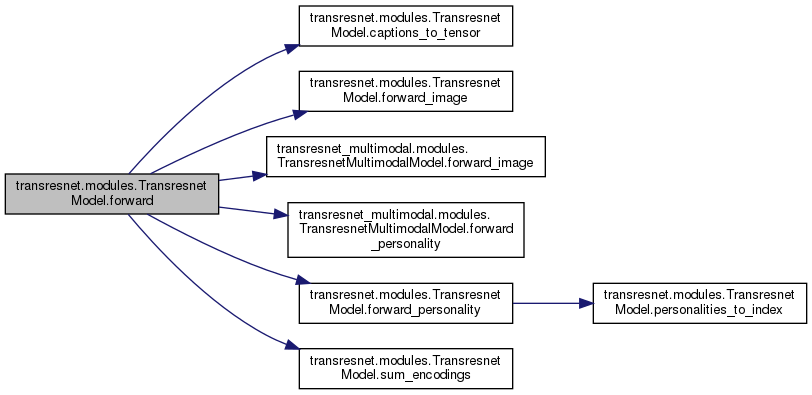 transresnet.modules.Transresnet
Model.captions_to_tensor
transresnet.modules.Transresnet
Model.forward_image
transresnet_multimodal.modules.
TransresnetMultimodalModel.forward_image
transresnet.modules.Transresnet
Model.forward
transresnet_multimodal.modules.
TransresnetMultimodalModel.forward
_personality
transresnet.modules.Transresnet
Model.forward_personality
transresnet.modules.Transresnet
Model.personalities_to_index
transresnet.modules.Transresnet
Model.sum_encodings